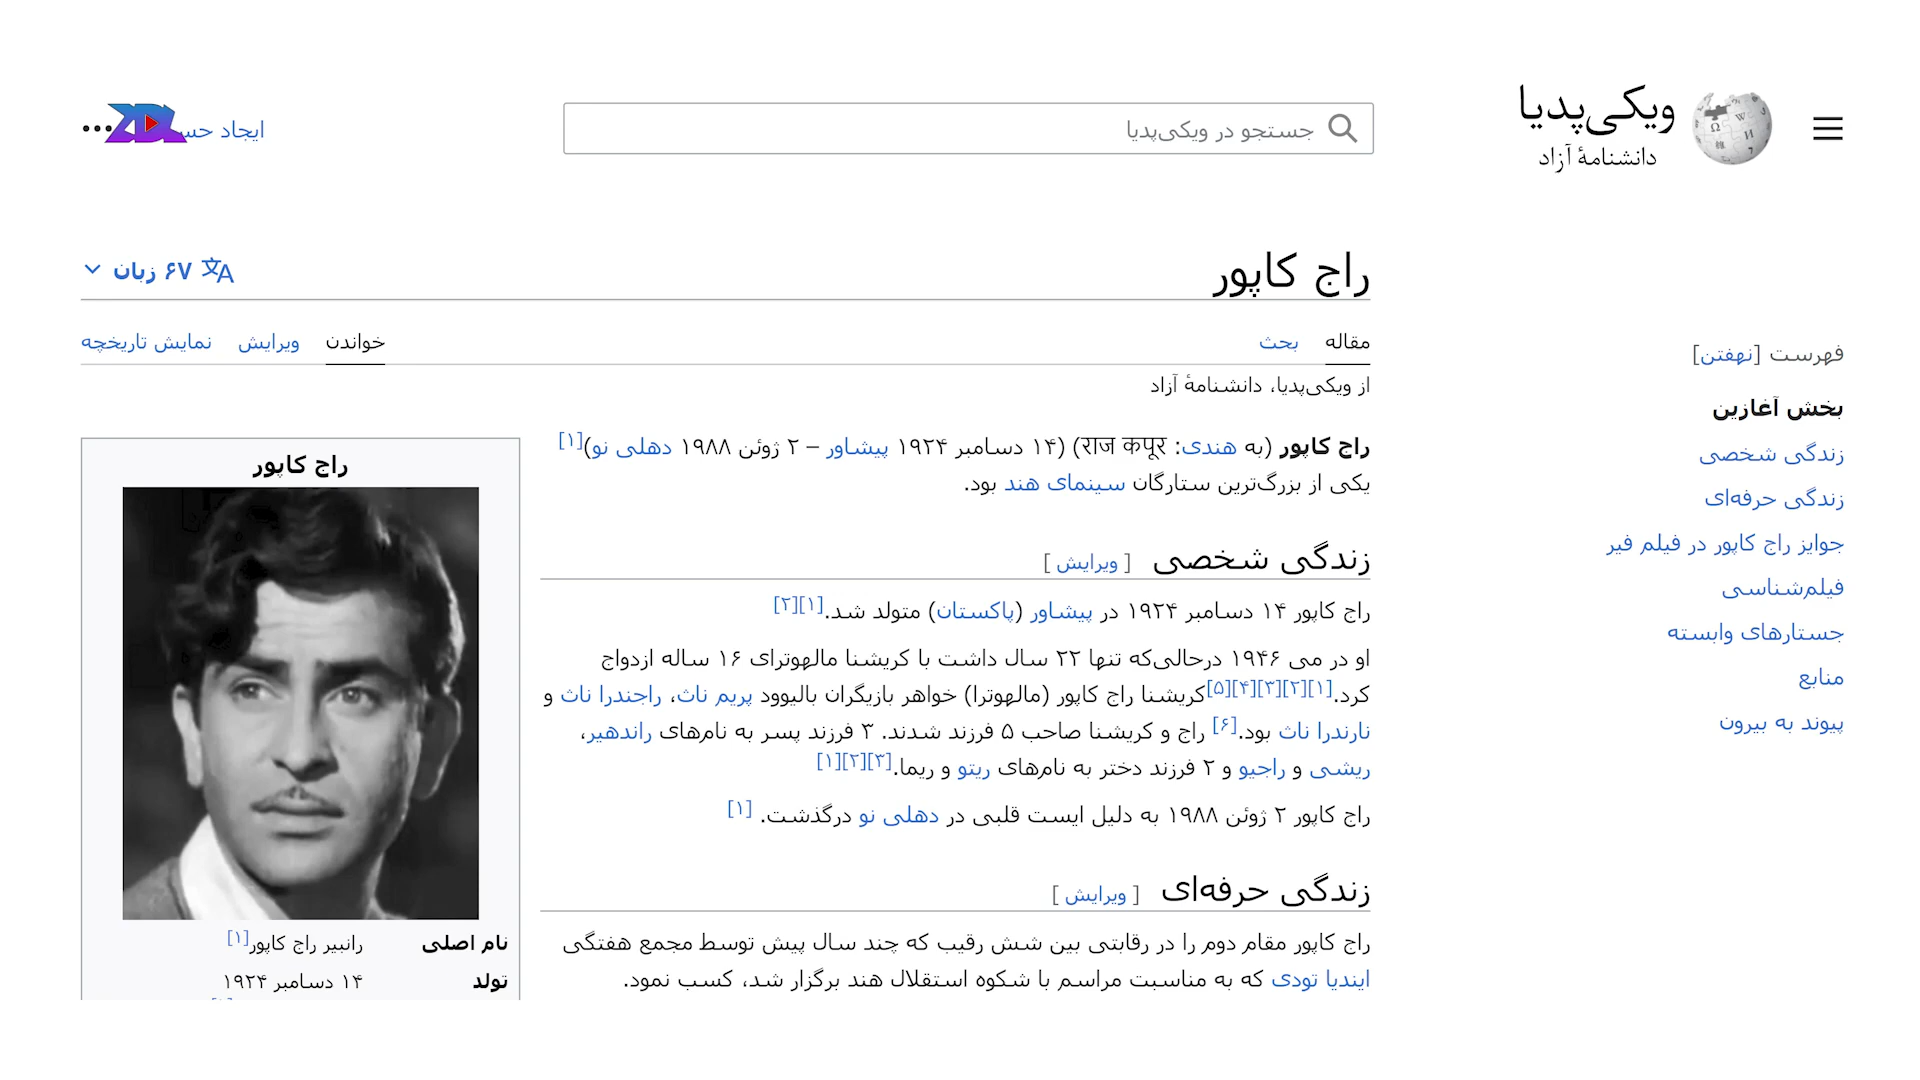 ویکی‌پدیا
دانشنامهٔ آزاد
جستجو در ویکی‌پدیا
ایجاد
راج کاپور
۶۷ زبان
مقاله
بحث
خواندن
ویرایش
نمایش تاریخچه
از ویکی‌پدیا، دانشنامهٔ آزاد
فهرست [نهفتن]
بخش آغازین
زندگی شخصی
زندگی حرفه‌ای
جوایز راج کاپور در فیلم فیر
فیلم‌شناسی
جستارهای وابسته
منابع
پیوند به بیرون
راج کاپور (به هندی: राज कपूर) (۱۴ دسامبر ۱۹۲۴ پیشاور – ۲ ژوئن ۱۹۸۸ دهلی نو)[۱]
یکی از بزرگ‌ترین ستارگان سینمای هند بود.
زندگی شخصی [ ویرایش ]
راج کاپور ۱۴ دسامبر ۱۹۲۴ در پیشاور (پاکستان) متولد شد.[۱][۲]
او در می ۱۹۴۶ درحالی‌که تنها ۲۲ سال داشت با کریشنا مالهوترای ۱۶ ساله ازدواج
کرد.[۱][۲][۳][۴][۵]کریشنا راج کاپور (مالهوترا) خواهر بازیگران بالیوود پریم ناث، راجندرا ناث و
نارندرا ناث بود.[۶] راج و کریشنا صاحب ۵ فرزند شدند. ۳ فرزند پسر به نام‌های راندهیر،
ریشی و راجیو و ۲ فرزند دختر به نام‌های ریتو و ریما.[۳][۲][۱]
راج کاپور ۲ ژوئن ۱۹۸۸ به دلیل ایست قلبی در دهلی نو درگذشت. [۱]
زندگی حرفه‌ای [ ویرایش ]
راج کاپور مقام دوم را در رقابتی بین شش رقیب که چند سال پیش توسط مجمع هفتگی
ایندیا تودی که به مناسبت مراسم با شکوه استقلال هند برگزار شد، کسب نمود.
راج کاپور
نام اصلی رانبیر راج کاپور[۱]
تولد ۱۴ دسامبر ۱۹۲۴